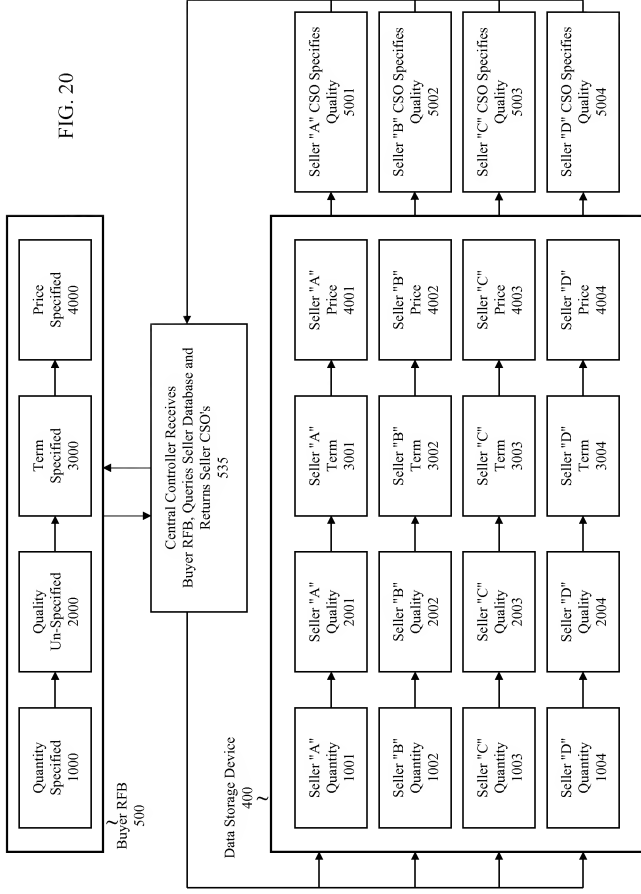 FIG. 20
Quantity
Specified
1000
Quality
Un-Specified
2000
Term
Specified
3000
Price
Specified
4000
Buyer RFB
500
Central Controller Receives
Buyer RFB, Queries Seller Database and
Returns Seller CSO's
535
Data Storage Device
400
Seller "A"
Quantity
1001
Seller "A"
Quality
2001
Seller "A"
Term
3001
Seller "A"
Price
4001
Seller "A" CSO Specifies
Quality
5001
Seller "B"
Quantity
1002
Seller "B"
Quality
2002
Seller "B"
Term
3002
Seller "B"
Price
4002
Seller "B" CSO Specifies
Quality
5002
Seller "C"
Quantity
1003
Seller "C"
Quality
2003
Seller "C"
Term
3003
Seller "C"
Price
4003
Seller "C" CSO Specifies
Quality
5003
Seller "D"
Quantity
1004
Seller "D"
Quality
2004
Seller "D"
Term
3004
Seller "D"
Price
4004
Seller "D" CSO Specifies
Quality
5004